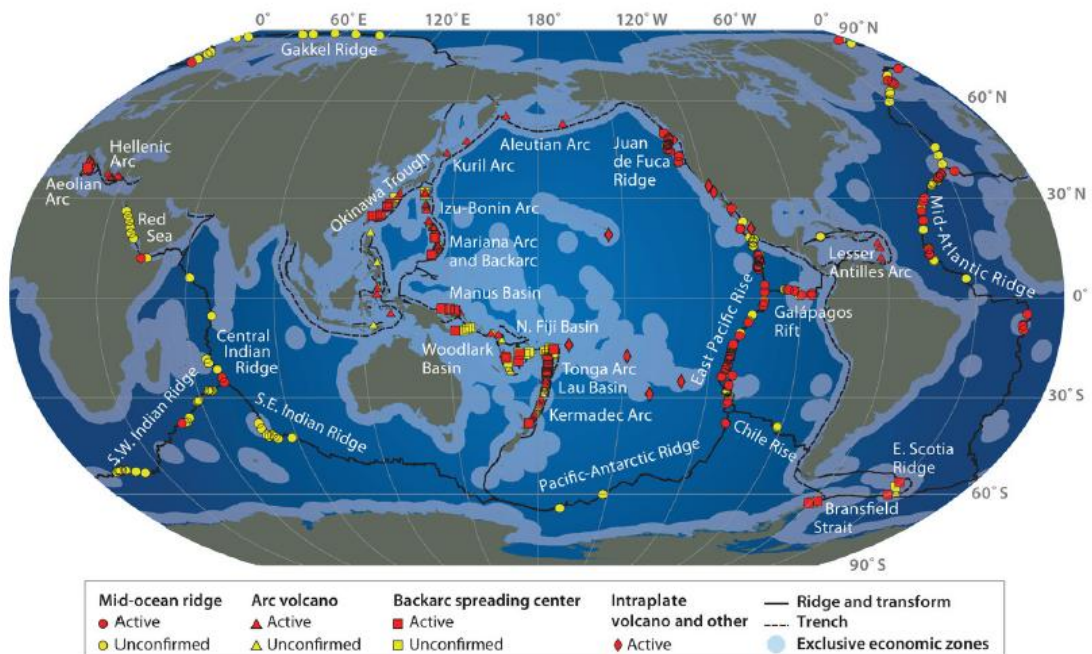 0° 60°E 120°E 180° 120°W 60°W 0° 90°N
Gakkel Ridge
60°N
Hellenic
Arc
Aeolian
Arc
Aleutian Arc
Juan
de Fuca
Ridge
Kuril Arc
Okinawa Trough
30°N
Red
Sea
Izu-Bonin Arc
Mariana Arc
and Backarc
Mid-Atlantic Ridge
Lesser
Antilles Arc
Manus Basin
0°
Galápagos
Rift
Central
Indian
Ridge
N. Fiji Basin
East Pacific Rise
Woodlark
Basin
Tonga Arc
Lau Basin
S.W. Indian Ridge
S.E. Indian Ridge
Kermadec Arc
30°S
Chile Rise
Pacific-Antarctic Ridge
E. Scotia
Ridge
60°S
Bransfield
Strait
90°S
Mid-ocean ridge
Active
Unconfirmed
Arc volcano
Active
Unconfirmed
Backarc spreading center
Active
Unconfirmed
Intraplate
volcano and other
Active
Ridge and transform
Trench
Exclusive economic zones